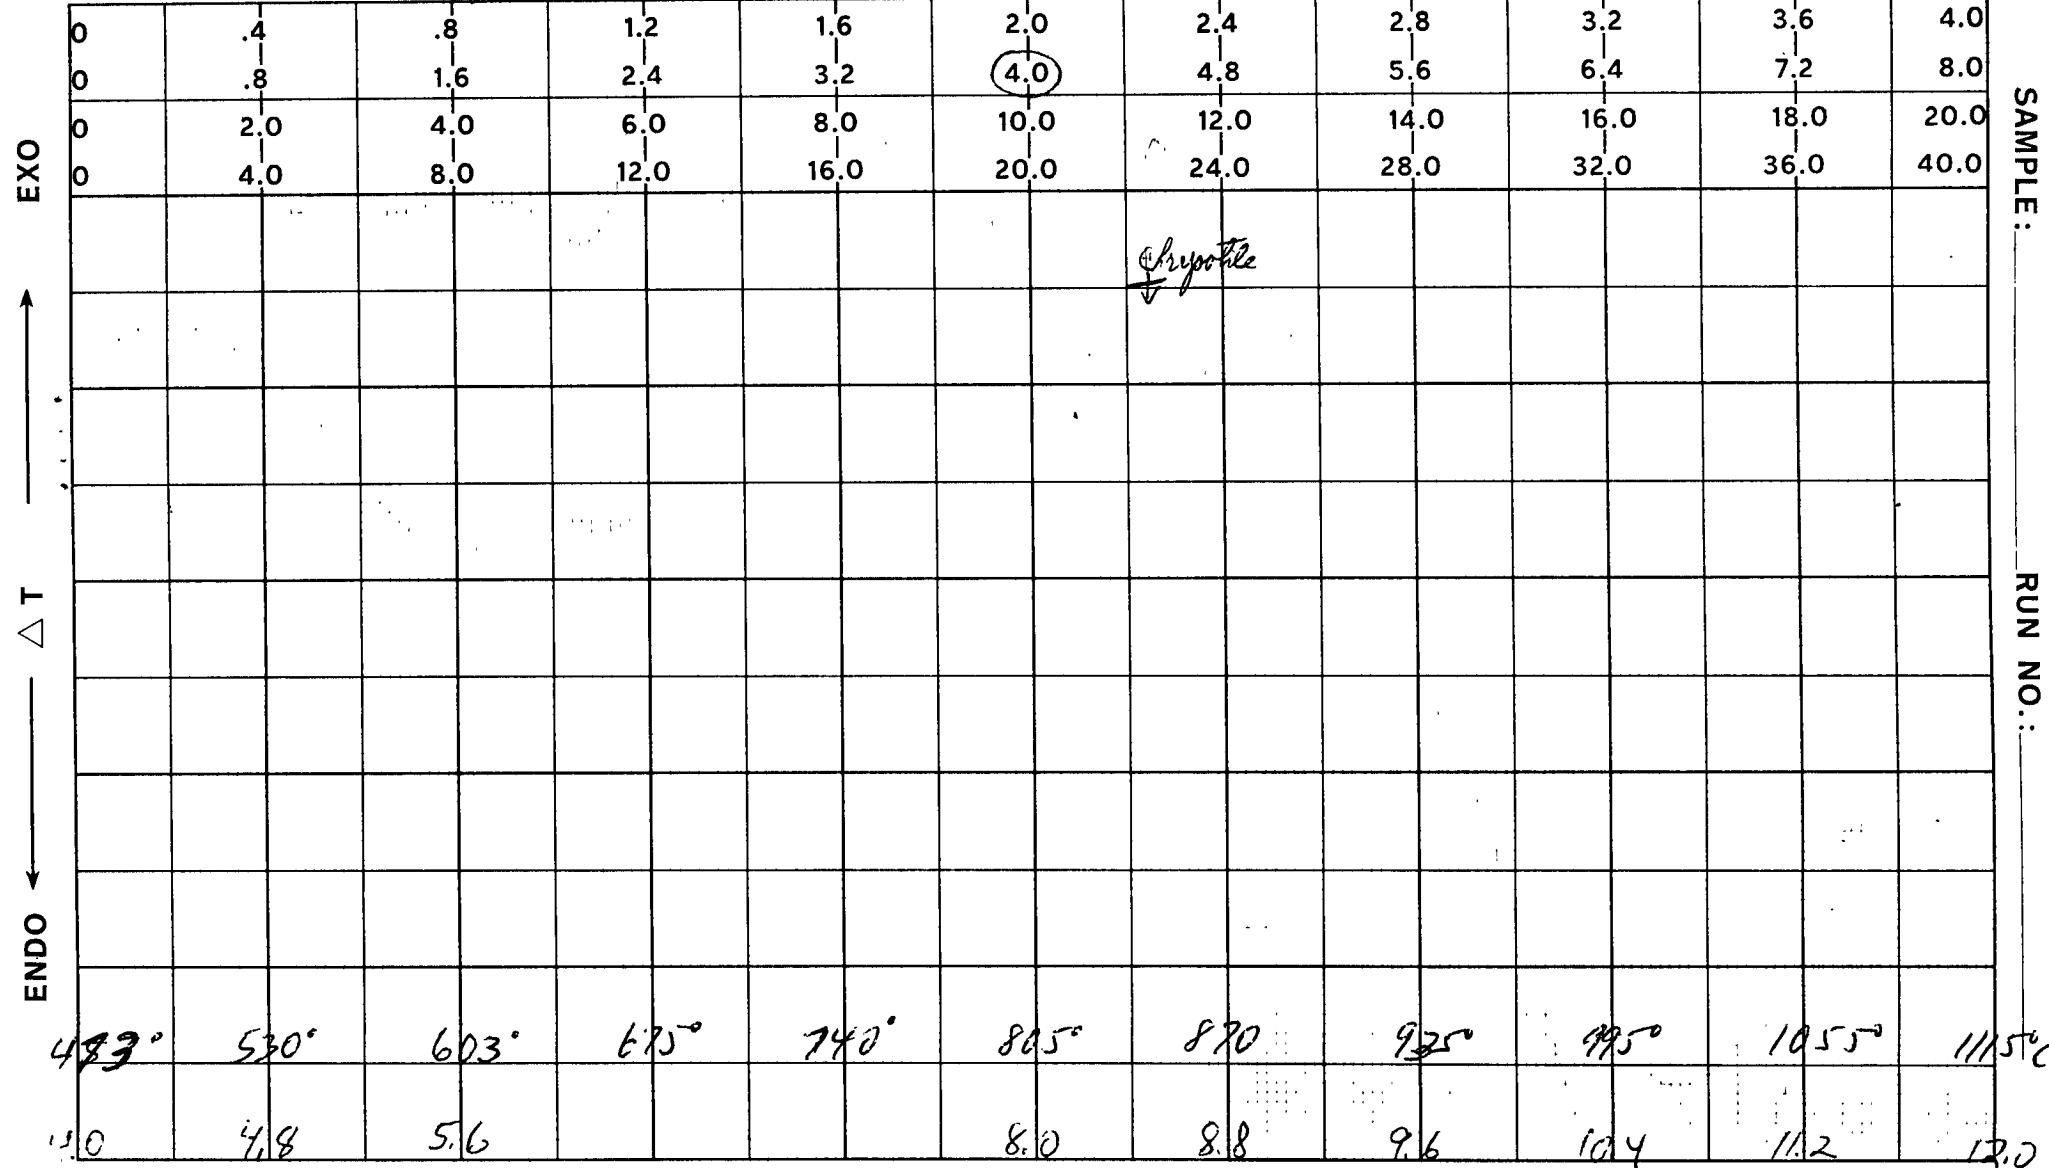 0 .4 .8 1.2 1.6 2.0 2.4 2.8 3.2 3.6 4.0
0 .8 1.6 2.4 3.2 4.0 4.8 5.6 6.4 7.2 8.0
0 2.0 4.0 6.0 8.0 10.0 12.0 14.0 16.0 18.0 20.0
0 4.0 8.0 12.0 16.0 20.0 24.0 28.0 32.0 36.0 40.0
EXO
△ T
ENDO
Chrysotile
530° 603° 675° 740° 805° 870 935° 995° 1055° 1115°C
4.8 5.6 8.0 8.8 9.6 10.4 11.2 12.0
SAMPLE:
RUN NO.: